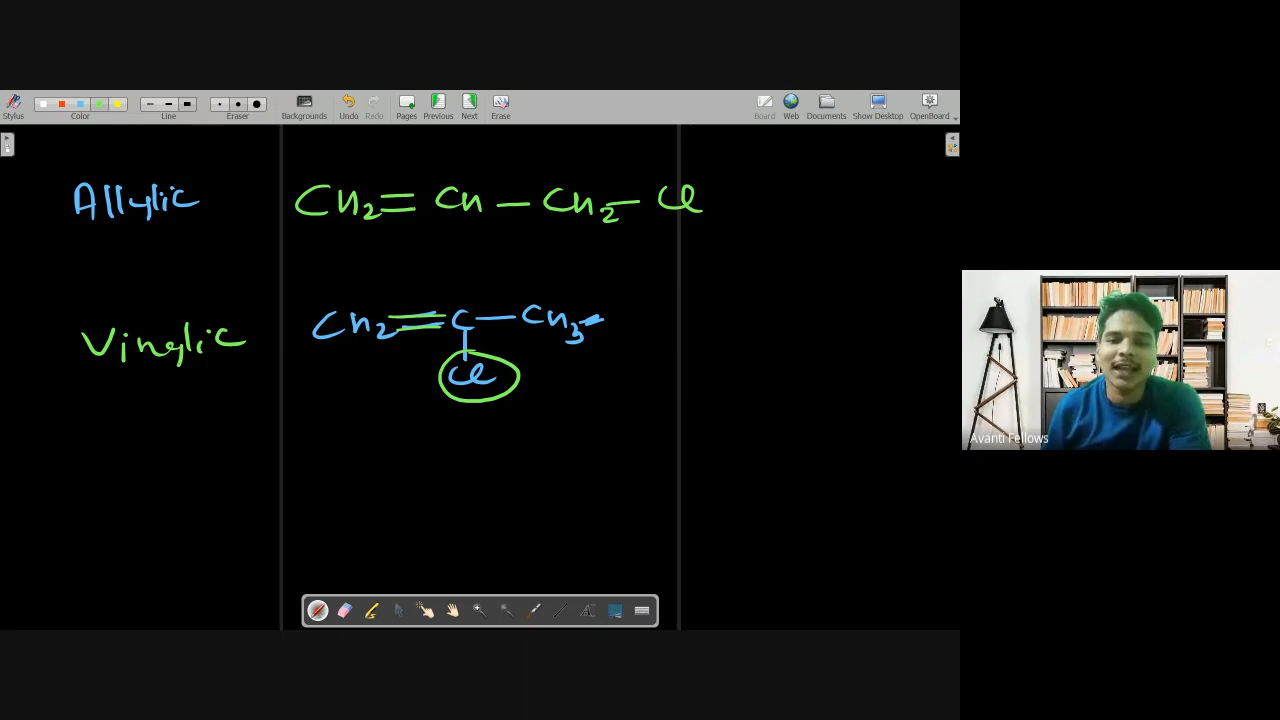 Stylus Color Line Eraser Backgrounds Undo Redo Pages Previous Next Erase Board Web Documents Show Desktop OpenBoard
Allylic CH2=CH-CH2-Cl
Vinylic CH2=C-CH3
Cl
Avanti Fellows